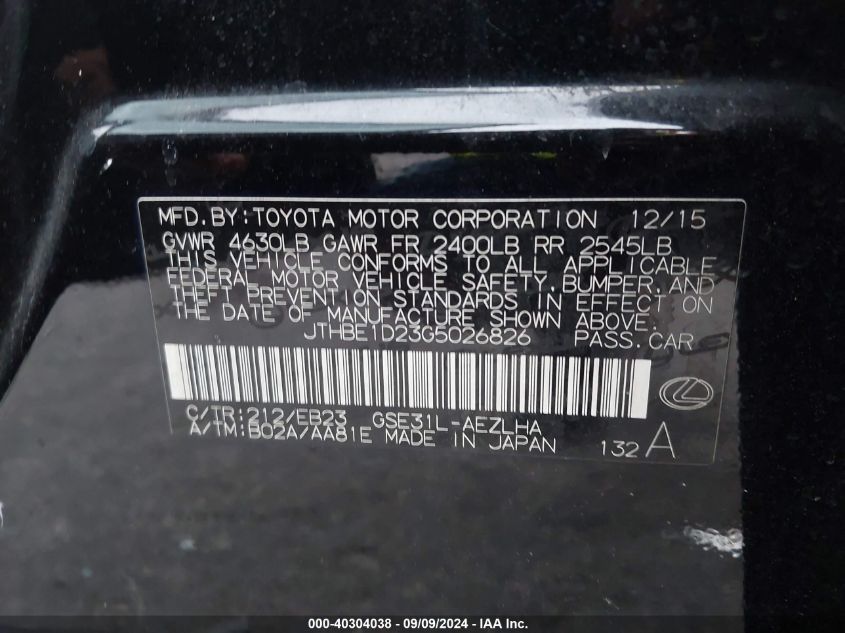 MFD.BY:TOYOTA MOTOR CORPORATION 12/15
GVWR 4630LB GAWR FR 2400LB RR 2545LB
THIS VEHICLE CONFORMS TO ALL APPLICABLE
FEDERAL MOTOR VEHICLE SAFETY,BUMPER,AND
THEFT PREVENTION STANDARDS IN EFFECT ON
THE DATE OF MANUFACTURE SHOWN ABOVE.
JTHBE1D23G5026826 PASS.CAR
C/TR:212/EB23 GSE31L-AEZLHA
A/TM:B02A/AA81E MADE IN JAPAN 132 A
000-40304038 - 09/09/2024 - IAA Inc.